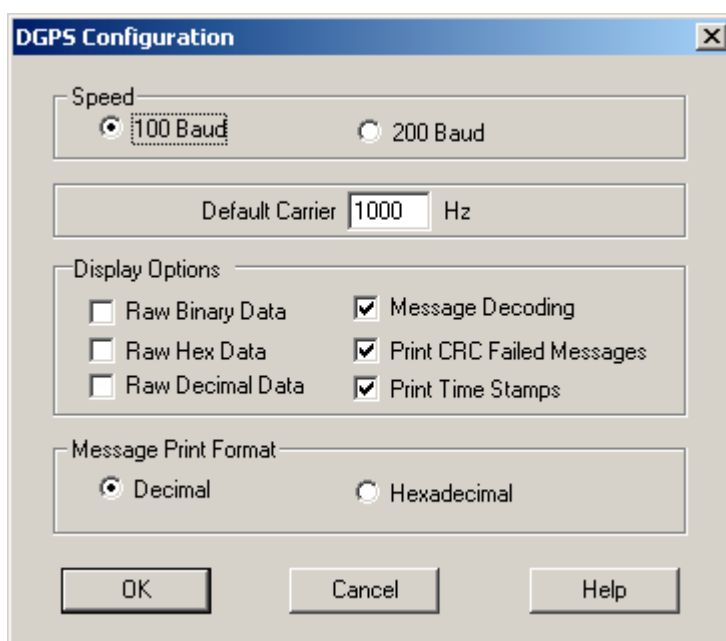 DGPS Configuration
Speed
100 Baud
200 Baud
Default Carrier 1000 Hz
Display Options
Raw Binary Data
Message Decoding
Raw Hex Data
Print CRC Failed Messages
Raw Decimal Data
Print Time Stamps
Message Print Format
Decimal
Hexadecimal
OK
Cancel
Help